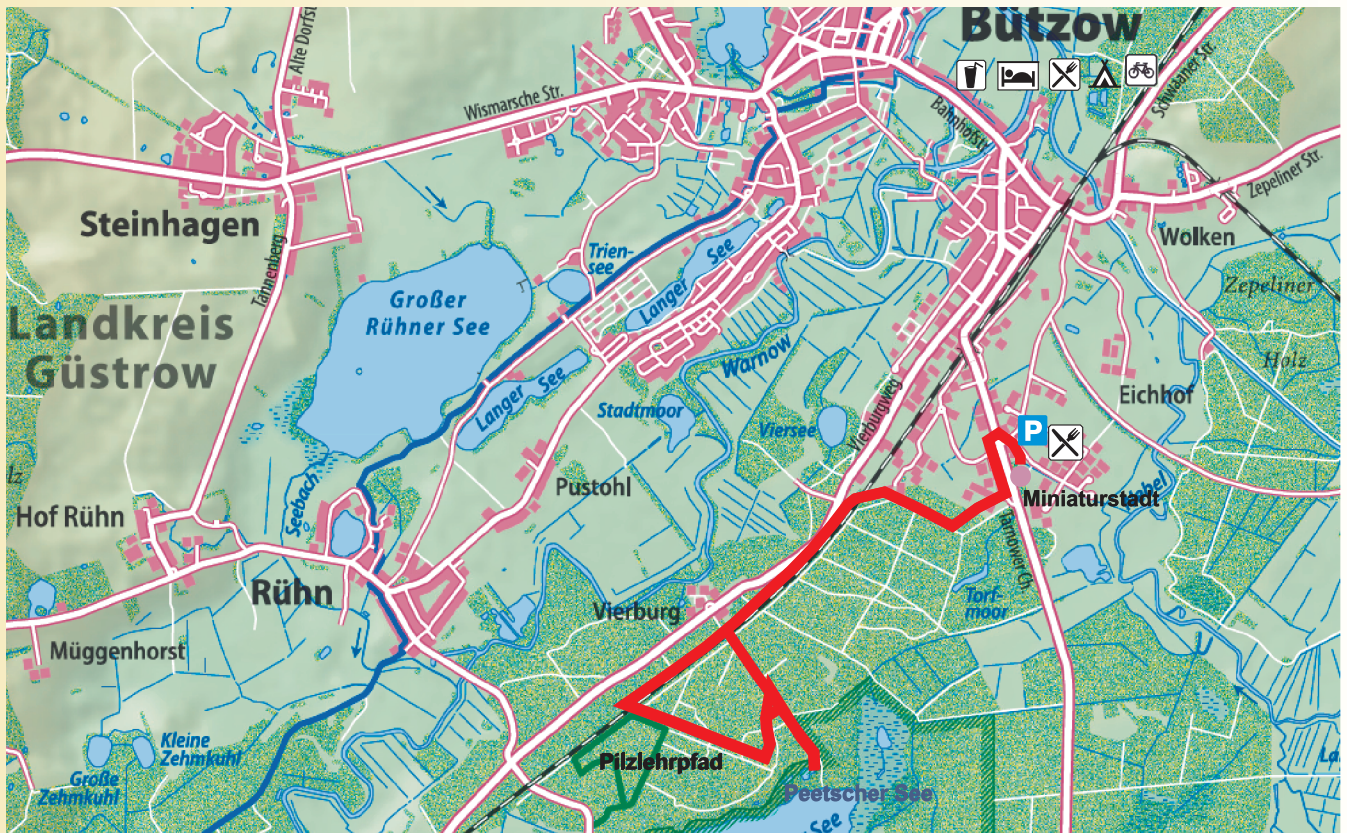 Bützow
Alte Dorfst
Schwaaner Str.
Wismarsche Str.
Bahnhofstr.
Zepeliner Str.
Steinhagen
Wolken
Tannenberg
Trien-
see
Langer See
Großer
Rühner See
Zepeliner
Holz
Landkreis
Güstrow
Warnow
Langer See
Eichhof
Stadtmoor
Viersee
Vierburgweg
P
lz
Seebach
Pustohl
Miniaturstadt
Hof Rühn
Tarnower Ch.
Rühn
Vierburg
Torf-
moor
Müggenhorst
Kleine
Zehmkuhl
Große
Zehmkuhl
Pilzlehrpfad
Peetscher See
See
La